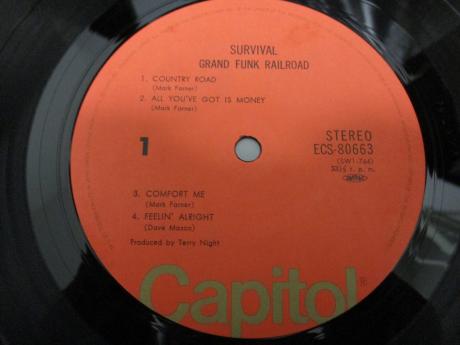 SURVIVAL
GRAND FUNK RAILROAD
1. COUNTRY ROAD
(Mark Farner)
2. ALL YOU'VE GOT IS MONEY
(Mark Farner)
1
STEREO
ECS-80663
(SW1-764)
33⅓ r. p. m.
3. COMFORT ME
(Mark Farner)
4. FEELIN' ALRIGHT
(Dave Mason)
Produced by Terry Night
Capitol®